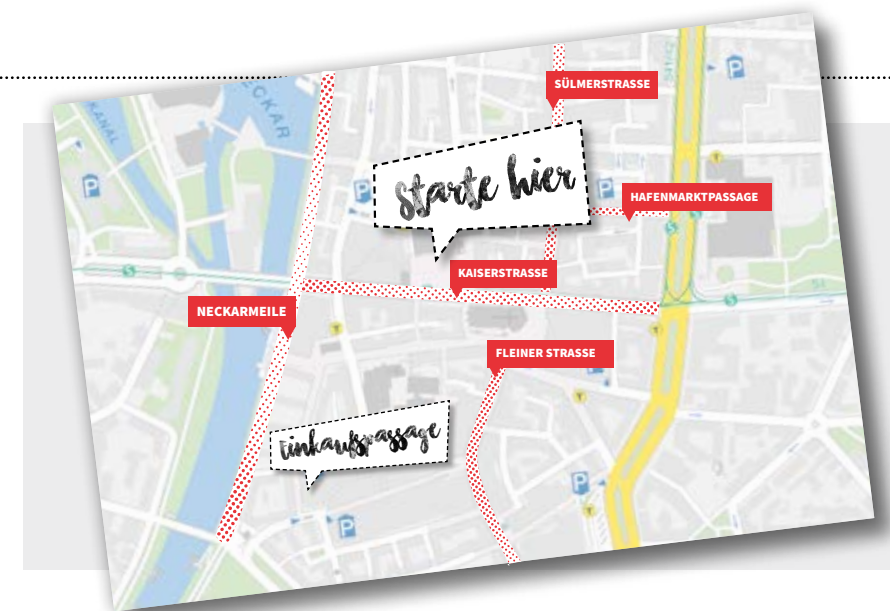 KANAL
NECKAR
SÜLMERSTRASSE
starte hier
HAFENMARKTPASSAGE
KAISERSTRASSE
NECKARMEILE
FLEINER STRASSE
Einkaufspassage
P
P
P
P
P
S
S
S
S